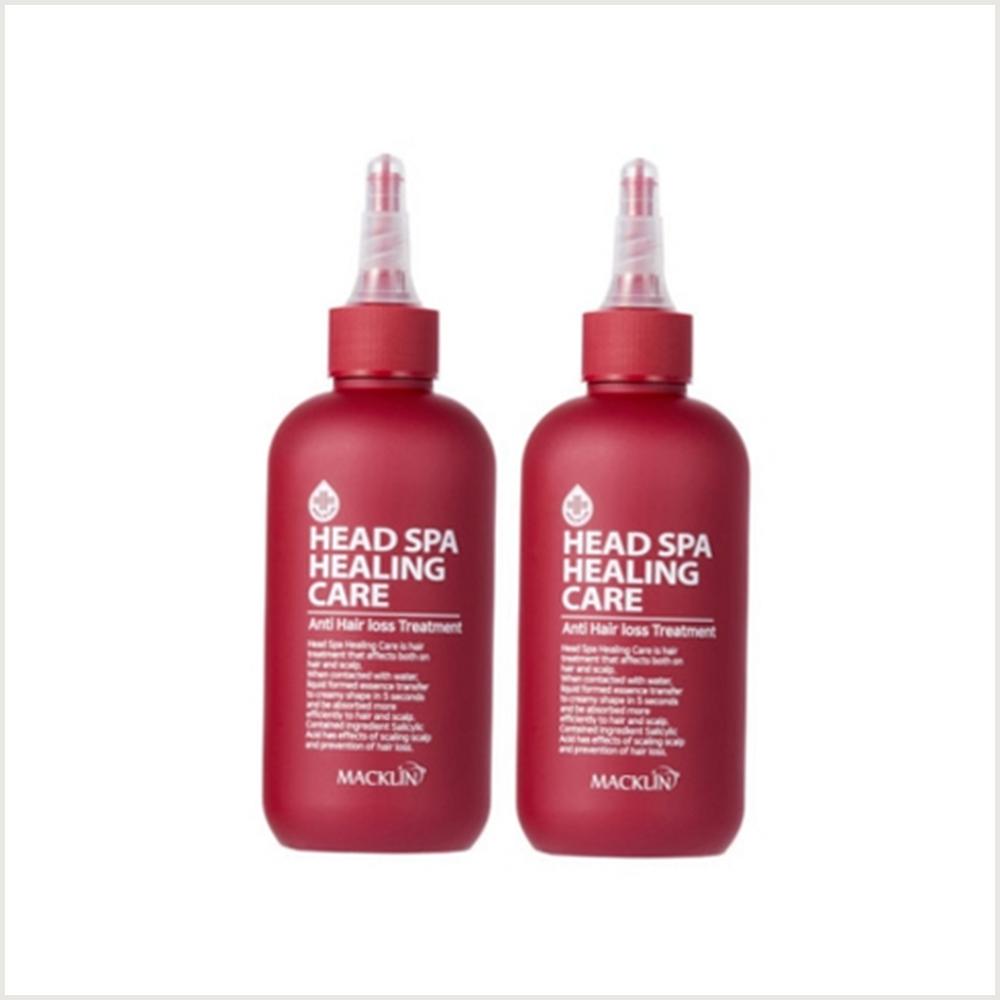 HEAD SPA
HEALING
CARE
Anti Hair loss Treatment
Head Spa Healing Care is hair
treatment that affects both on
hair and scalp.
When contacted with water,
liquid formed essence transfer
to creamy shape in 5 seconds
and be absorbed more
efficiently to hair and scalp.
Contained ingredient Salicylic
Acid has effects of scaling scalp
and prevention of hair loss.
MACKLIN
HEAD SPA
HEALING
CARE
Anti Hair loss Treatment
Head Spa Healing Care is hair
treatment that affects both on
hair and scalp.
When contacted with water,
liquid formed essence transfer
to creamy shape in 5 seconds
and be absorbed more
efficiently to hair and scalp.
Contained ingredient Salicylic
Acid has effects of scaling scalp
and prevention of hair loss.
MACKLIN